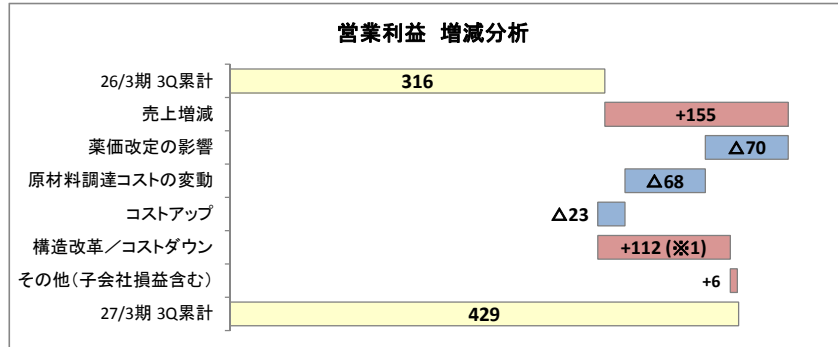 営業利益 増減分析
26/3期 3Q累計 316
売上増減 +155
薬価改定の影響 △70
原材料調達コストの変動 △68
コストアップ △23
構造改革／コストダウン +112 (※1)
その他（子会社損益含む） +6
27/3期 3Q累計 429